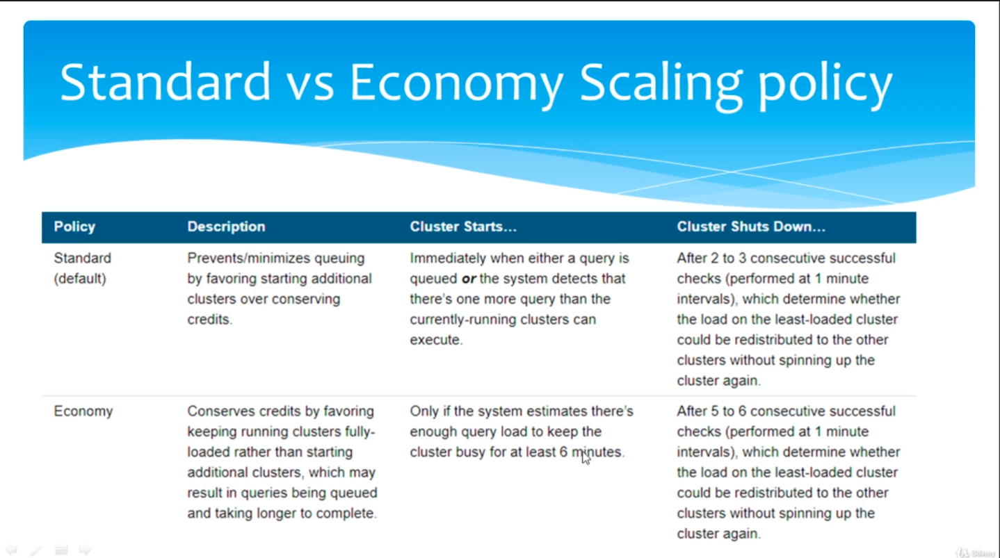 Standard vs Economy Scaling policy
Policy
Description
Cluster Starts…
Cluster Shuts Down…
Standard
(default)
Prevents/minimizes queuing
by favoring starting additional
clusters over conserving
credits.
Immediately when either a query is
queued or the system detects that
there's one more query than the
currently-running clusters can
execute.
After 2 to 3 consecutive successful
checks (performed at 1 minute
intervals), which determine whether
the load on the least-loaded cluster
could be redistributed to the other
clusters without spinning up the
cluster again.
Economy
Conserves credits by favoring
keeping running clusters fully-
loaded rather than starting
additional clusters, which may
result in queries being queued
and taking longer to complete.
Only if the system estimates there's
enough query load to keep the
cluster busy for at least 6 minutes.
After 5 to 6 consecutive successful
checks (performed at 1 minute
intervals), which determine whether
the load on the least-loaded cluster
could be redistributed to the other
clusters without spinning up the
cluster again.
Udemy